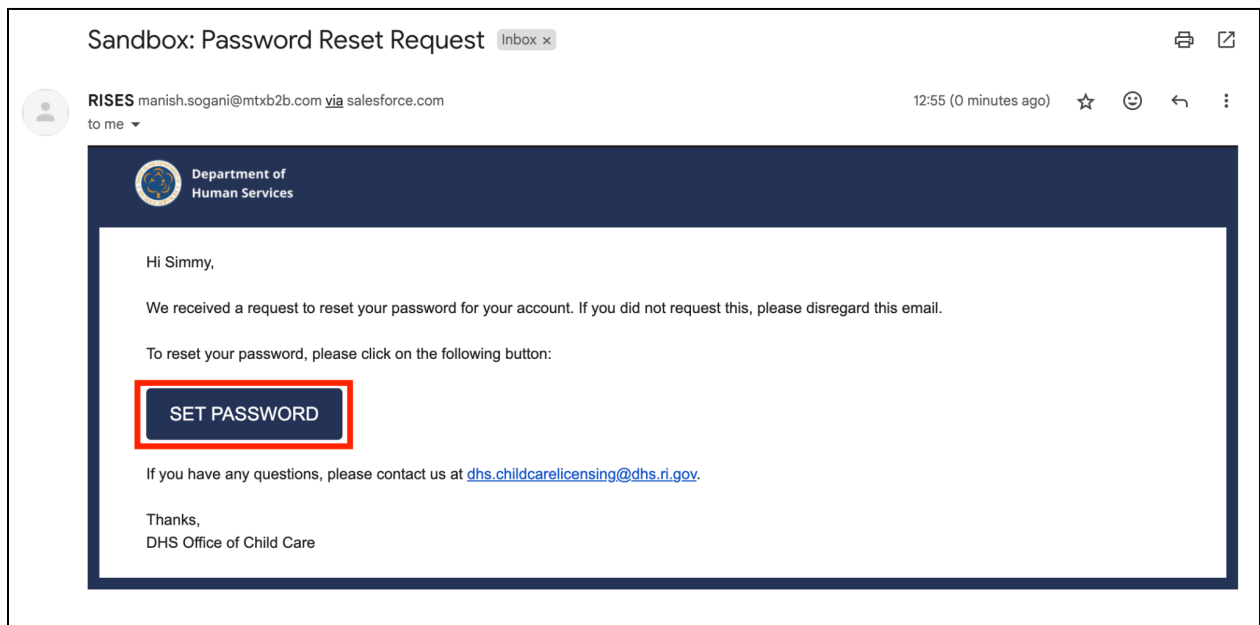 Sandbox: Password Reset Request Inbox ×
RISES manish.sogani@mtxb2b.com via salesforce.com 12:55 (0 minutes ago)
to me
Department of
Human Services
Hi Simmy,
We received a request to reset your password for your account. If you did not request this, please disregard this email.
To reset your password, please click on the following button:
SET PASSWORD
If you have any questions, please contact us at dhs.childcarelicensing@dhs.ri.gov.
Thanks,
DHS Office of Child Care